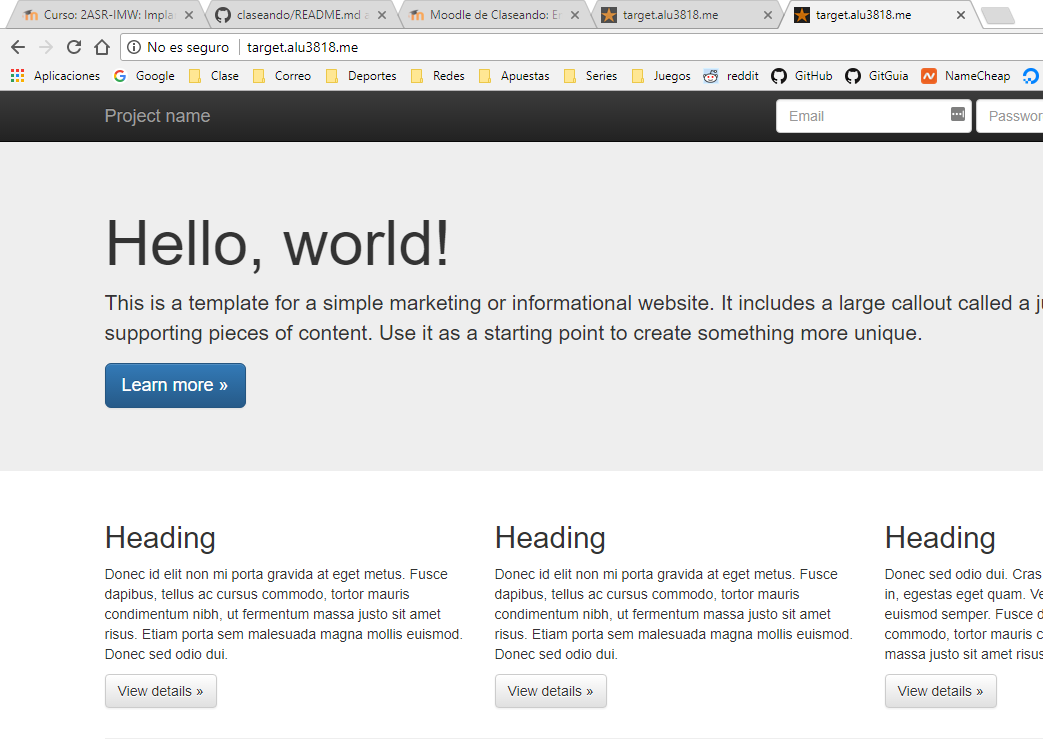 Curso: 2ASR-IMW: Impla
claseando/README.md a
Moodle de Claseando: E
target.alu3818.me
target.alu3818.me
No es seguro
target.alu3818.me
Aplicaciones
Google
Clase
Correo
Deportes
Redes
Apuestas
Series
Juegos
reddit
GitHub
GitGuia
NameCheap
Project name
Email
Passwor
Hello, world!
This is a template for a simple marketing or informational website. It includes a large callout called a ju
supporting pieces of content. Use it as a starting point to create something more unique.
Learn more »
Heading
Donec id elit non mi porta gravida at eget metus. Fusce
dapibus, tellus ac cursus commodo, tortor mauris
condimentum nibh, ut fermentum massa justo sit amet
risus. Etiam porta sem malesuada magna mollis euismod.
Donec sed odio dui.
View details »
Heading
Donec id elit non mi porta gravida at eget metus. Fusce
dapibus, tellus ac cursus commodo, tortor mauris
condimentum nibh, ut fermentum massa justo sit amet
risus. Etiam porta sem malesuada magna mollis euismod.
Donec sed odio dui.
View details »
Heading
Donec sed odio dui. Cras
in, egestas eget quam. Ve
euismod semper. Fusce d
commodo, tortor mauris c
massa justo sit amet risus
View details »